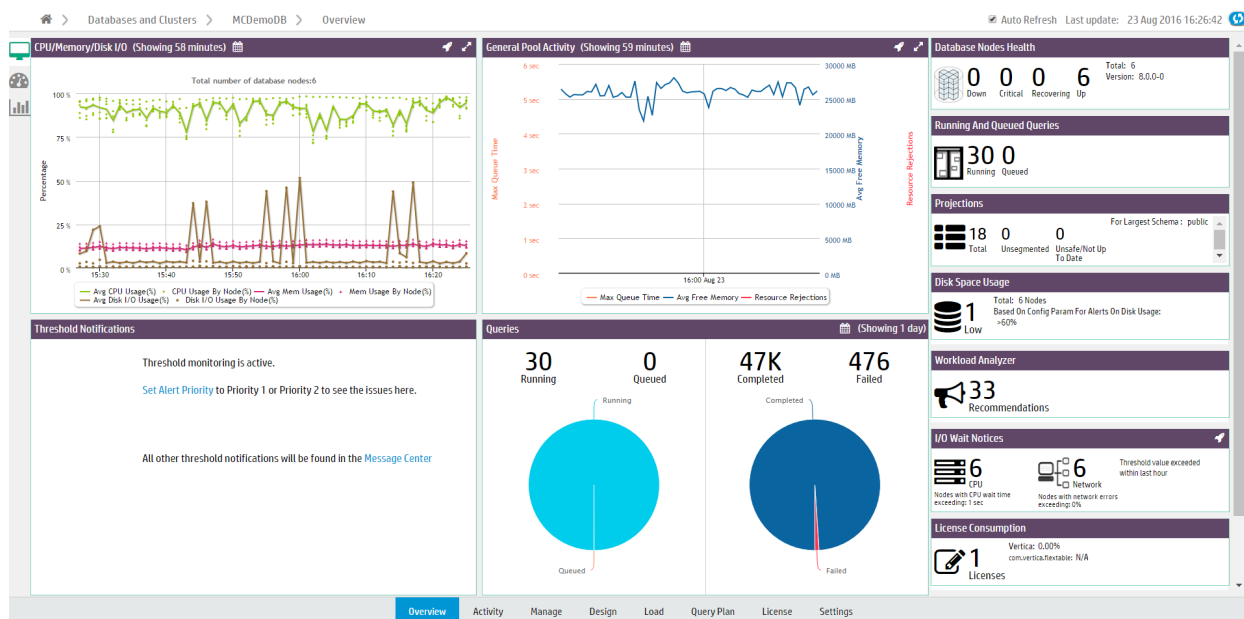 Databases and Clusters > MCDemoDB > Overview
Auto Refresh Last update: 23 Aug 2016 16:26:42
CPU/Memory/Disk I/O (Showing 58 minutes)
Total number of database nodes:6
100 %
75 %
50 %
25 %
0 %
Percentage
15:30 15:40 15:50 16:00 16:10 16:20
Avg CPU Usage(%) CPU Usage By Node(%) Avg Mem Usage(%) Mem Usage By Node(%)
Avg Disk I/O Usage(%) Disk I/O Usage By Node(%)
General Pool Activity (Showing 59 minutes)
6 sec
5 sec
4 sec
3 sec
2 sec
1 sec
0 sec
Max Queue Time
30000 MB
25000 MB
20000 MB
15000 MB
10000 MB
5000 MB
0 MB
Avg Free Memory
Resource Rejections
16:00 Aug 23
Max Queue Time Avg Free Memory Resource Rejections
Database Nodes Health
0 0 0 6
Down Critical Recovering Up
Total: 6
Version: 8.0.0-0
Running And Queued Queries
30 0
Running Queued
Projections
For Largest Schema : public
18 0 0
Total Unsegmented Unsafe/Not Up
To Date
Disk Space Usage
1
Low
Total: 6 Nodes
Based On Config Param For Alerts On Disk Usage:
>60%
Workload Analyzer
33
Recommendations
I/O Wait Notices
6
CPU
Nodes with CPU wait time
exceeding: 1 sec
6
Network
Nodes with network errors
exceeding: 0%
Threshold value exceeded
within last hour
License Consumption
1
Licenses
Vertica: 0.00%
com.vertica.flextable: N/A
Threshold Notifications
Threshold monitoring is active.
Set Alert Priority to Priority 1 or Priority 2 to see the issues here.
All other threshold notifications will be found in the Message Center
Queries (Showing 1 day)
30 0 47K 476
Running Queued Completed Failed
Running
Queued
Completed
Failed
Overview Activity Manage Design Load Query Plan License Settings